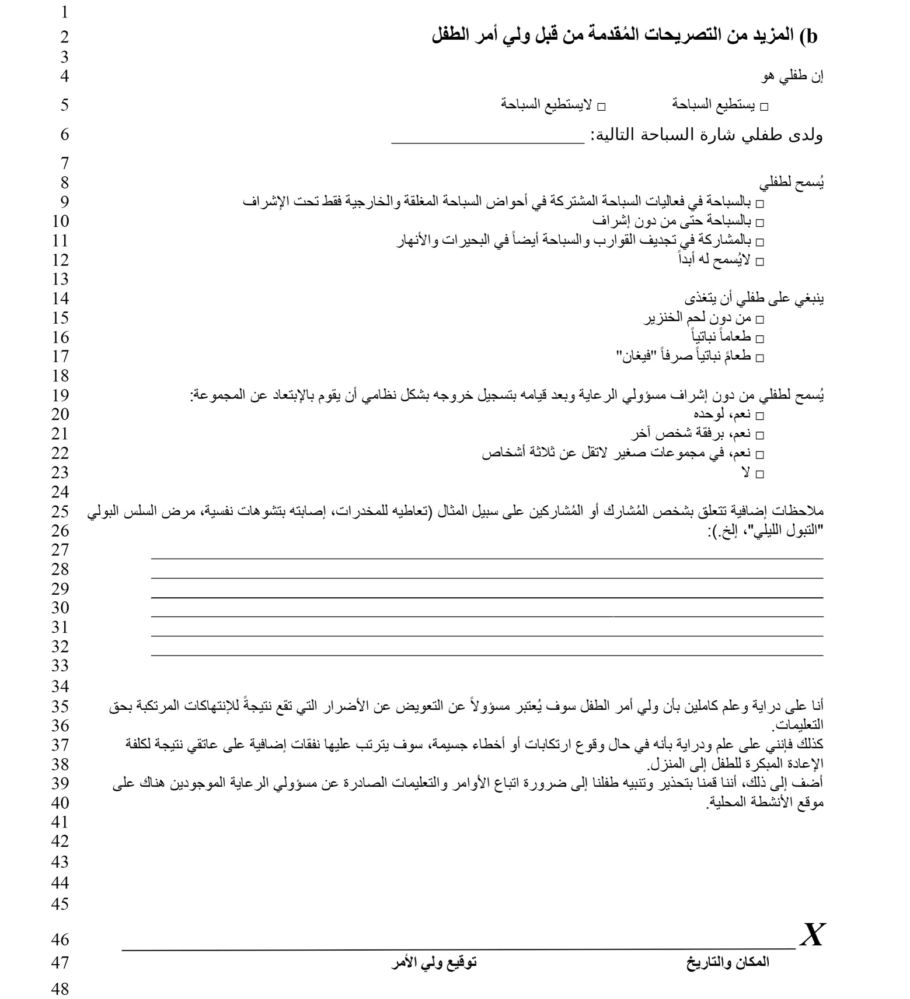 1
2 b) المزيد من التصريحات المُقدمة من قبل ولي أمر الطفل
3
4 إن طفلي هو
5 □ يستطيع السباحة □ لايستطيع السباحة
6 ولدى طفلي شارة السباحة التالية: ____________________
7
8 يُسمح لطفلي
9 □ بالسباحة في فعاليات السباحة المشتركة في أحواض السباحة المغلقة والخارجية فقط تحت الإشراف
10 □ بالسباحة حتى من دون إشراف
11 □ بالمشاركة في تجديف القوارب والسباحة أيضاً في البحيرات والأنهار
12 □ لايُسمح له أبداً
13
14 ينبغي على طفلي أن يتغذى
15 □ من دون لحم الخنزير
16 □ طعاماً نباتياً
17 □ طعامً نباتياً صرفاً "فيغان"
18
19 يُسمح لطفلي من دون إشراف مسؤولي الرعاية وبعد قيامه بتسجيل خروجه بشكل نظامي أن يقوم بالإبتعاد عن المجموعة:
20 □ نعم، لوحده
21 □ نعم، برفقة شخص آخر
22 □ نعم، في مجموعات صغير لاتقل عن ثلاثة أشخاص
23 □ لا
24
25 ملاحظات إضافية تتعلق بشخص المُشارك أو المُشاركين على سبيل المثال (تعاطيه للمخدرات، إصابته بتشوهات نفسية، مرض السلس البولي
26 "التبول الليلي"، إلخ.):
27
28
29
30
31
32
33
34
35 أنا على دراية وعلم كاملين بأن ولي أمر الطفل سوف يُعتبر مسؤولاً عن التعويض عن الأضرار التي تقع نتيجةً للإنتهاكات المرتكبة بحق
36 التعليمات.
37 كذلك فإنني على علم ودراية بأنه في حال وقوع ارتكابات أو أخطاء جسيمة، سوف يترتب عليها نفقات إضافية على عاتقي نتيجة لكلفة
38 الإعادة المبكرة للطفل إلى المنزل.
39 أضف إلى ذلك، أننا قمنا بتحذير وتنبيه طفلنا إلى ضرورة اتباع الأوامر والتعليمات الصادرة عن مسؤولي الرعاية الموجودين هناك على
40 موقع الأنشطة المحلية.
41
42
43
44
45
46 X
47 المكان والتاريخ توقيع ولي الأمر
48